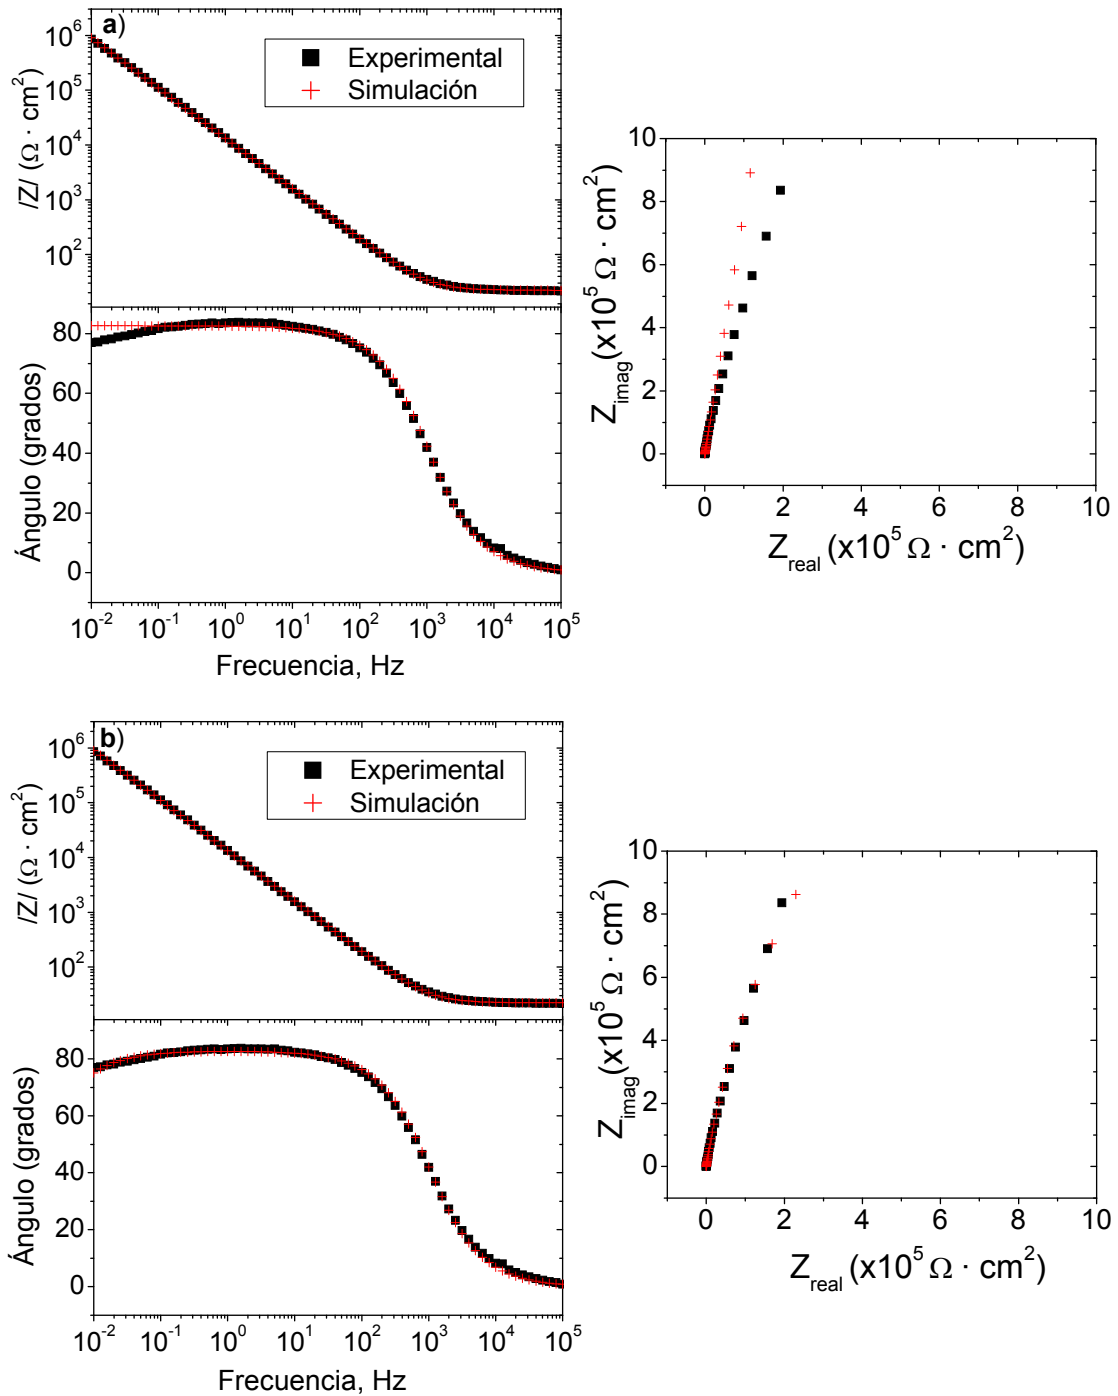 a)
10^6
10^5
10^4
10^3
10^2
/Z/ (Ω · cm^2)
Experimental
Simulación
80
60
40
20
0
Ángulo (grados)
10^-2 10^-1 10^0 10^1 10^2 10^3 10^4 10^5
Frecuencia, Hz
10
8
6
4
2
0
Z_imag (x10^5 Ω · cm^2)
0 2 4 6 8 10
Z_real (x10^5 Ω · cm^2)
b)
10^6
10^5
10^4
10^3
10^2
/Z/ (Ω · cm^2)
Experimental
Simulación
80
60
40
20
0
Ángulo (grados)
10^-2 10^-1 10^0 10^1 10^2 10^3 10^4 10^5
Frecuencia, Hz
10
8
6
4
2
0
Z_imag (x10^5 Ω · cm^2)
0 2 4 6 8 10
Z_real (x10^5 Ω · cm^2)